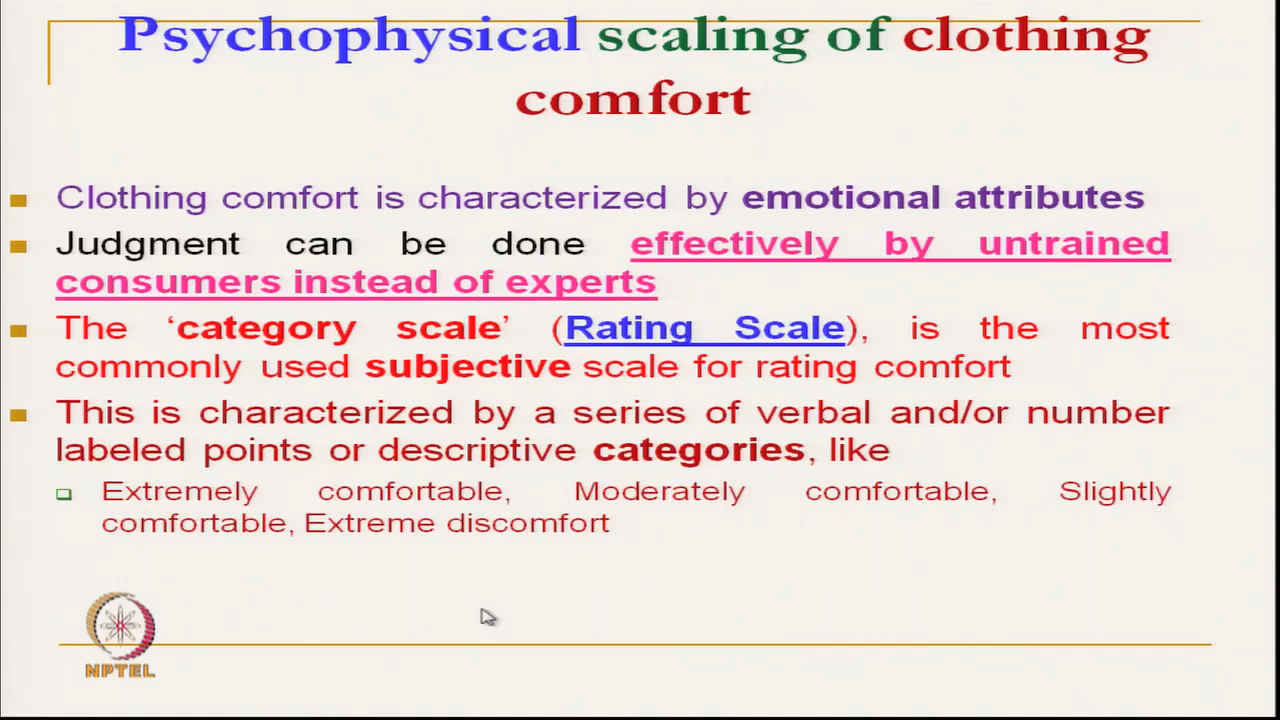 Psychophysical scaling of clothing
comfort
Clothing comfort is characterized by emotional attributes
Judgment can be done effectively by untrained
consumers instead of experts
The ‘category scale’ (Rating Scale), is the most
commonly used subjective scale for rating comfort
This is characterized by a series of verbal and/or number
labeled points or descriptive categories, like
Extremely comfortable, Moderately comfortable, Slightly
comfortable, Extreme discomfort
NPTEL